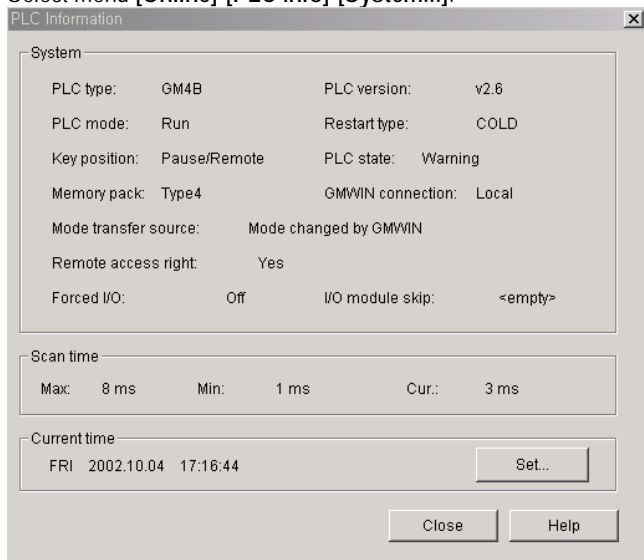 Select menu [Online]-[PLC Info]-[System...].
PLC Information
System
PLC type: GM4B PLC version: v2.6
PLC mode: Run Restart type: COLD
Key position: Pause/Remote PLC state: Warning
Memory pack: Type4 GMWIN connection: Local
Mode transfer source: Mode changed by GMWIN
Remote access right: Yes
Forced I/O: Off I/O module skip: <empty>
Scan time
Max: 8 ms Min: 1 ms Cur.: 3 ms
Current time
FRI 2002.10.04 17:16:44 Set...
Close Help